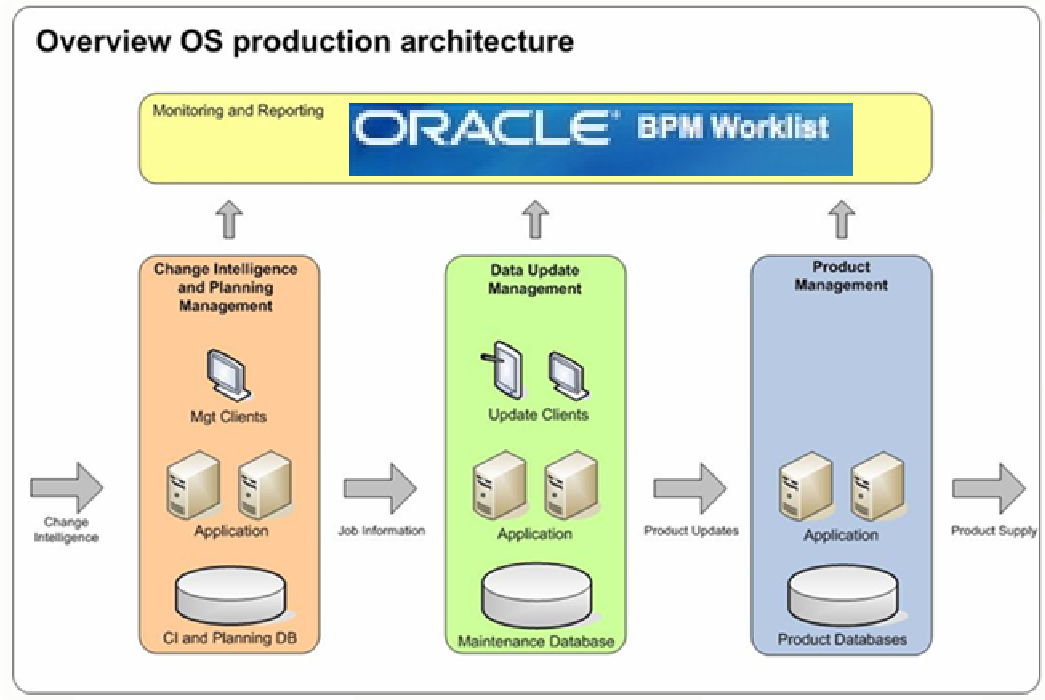 Overview OS production architecture
Monitoring and Reporting
ORACLE® BPM Worklist
Change Intelligence
and Planning
Management
Mgt Clients
Application
CI and Planning DB
Data Update
Management
Update Clients
Application
Maintenance Database
Product
Management
Application
Product Databases
Change
Intelligence
Job Information
Product Updates
Product Supply